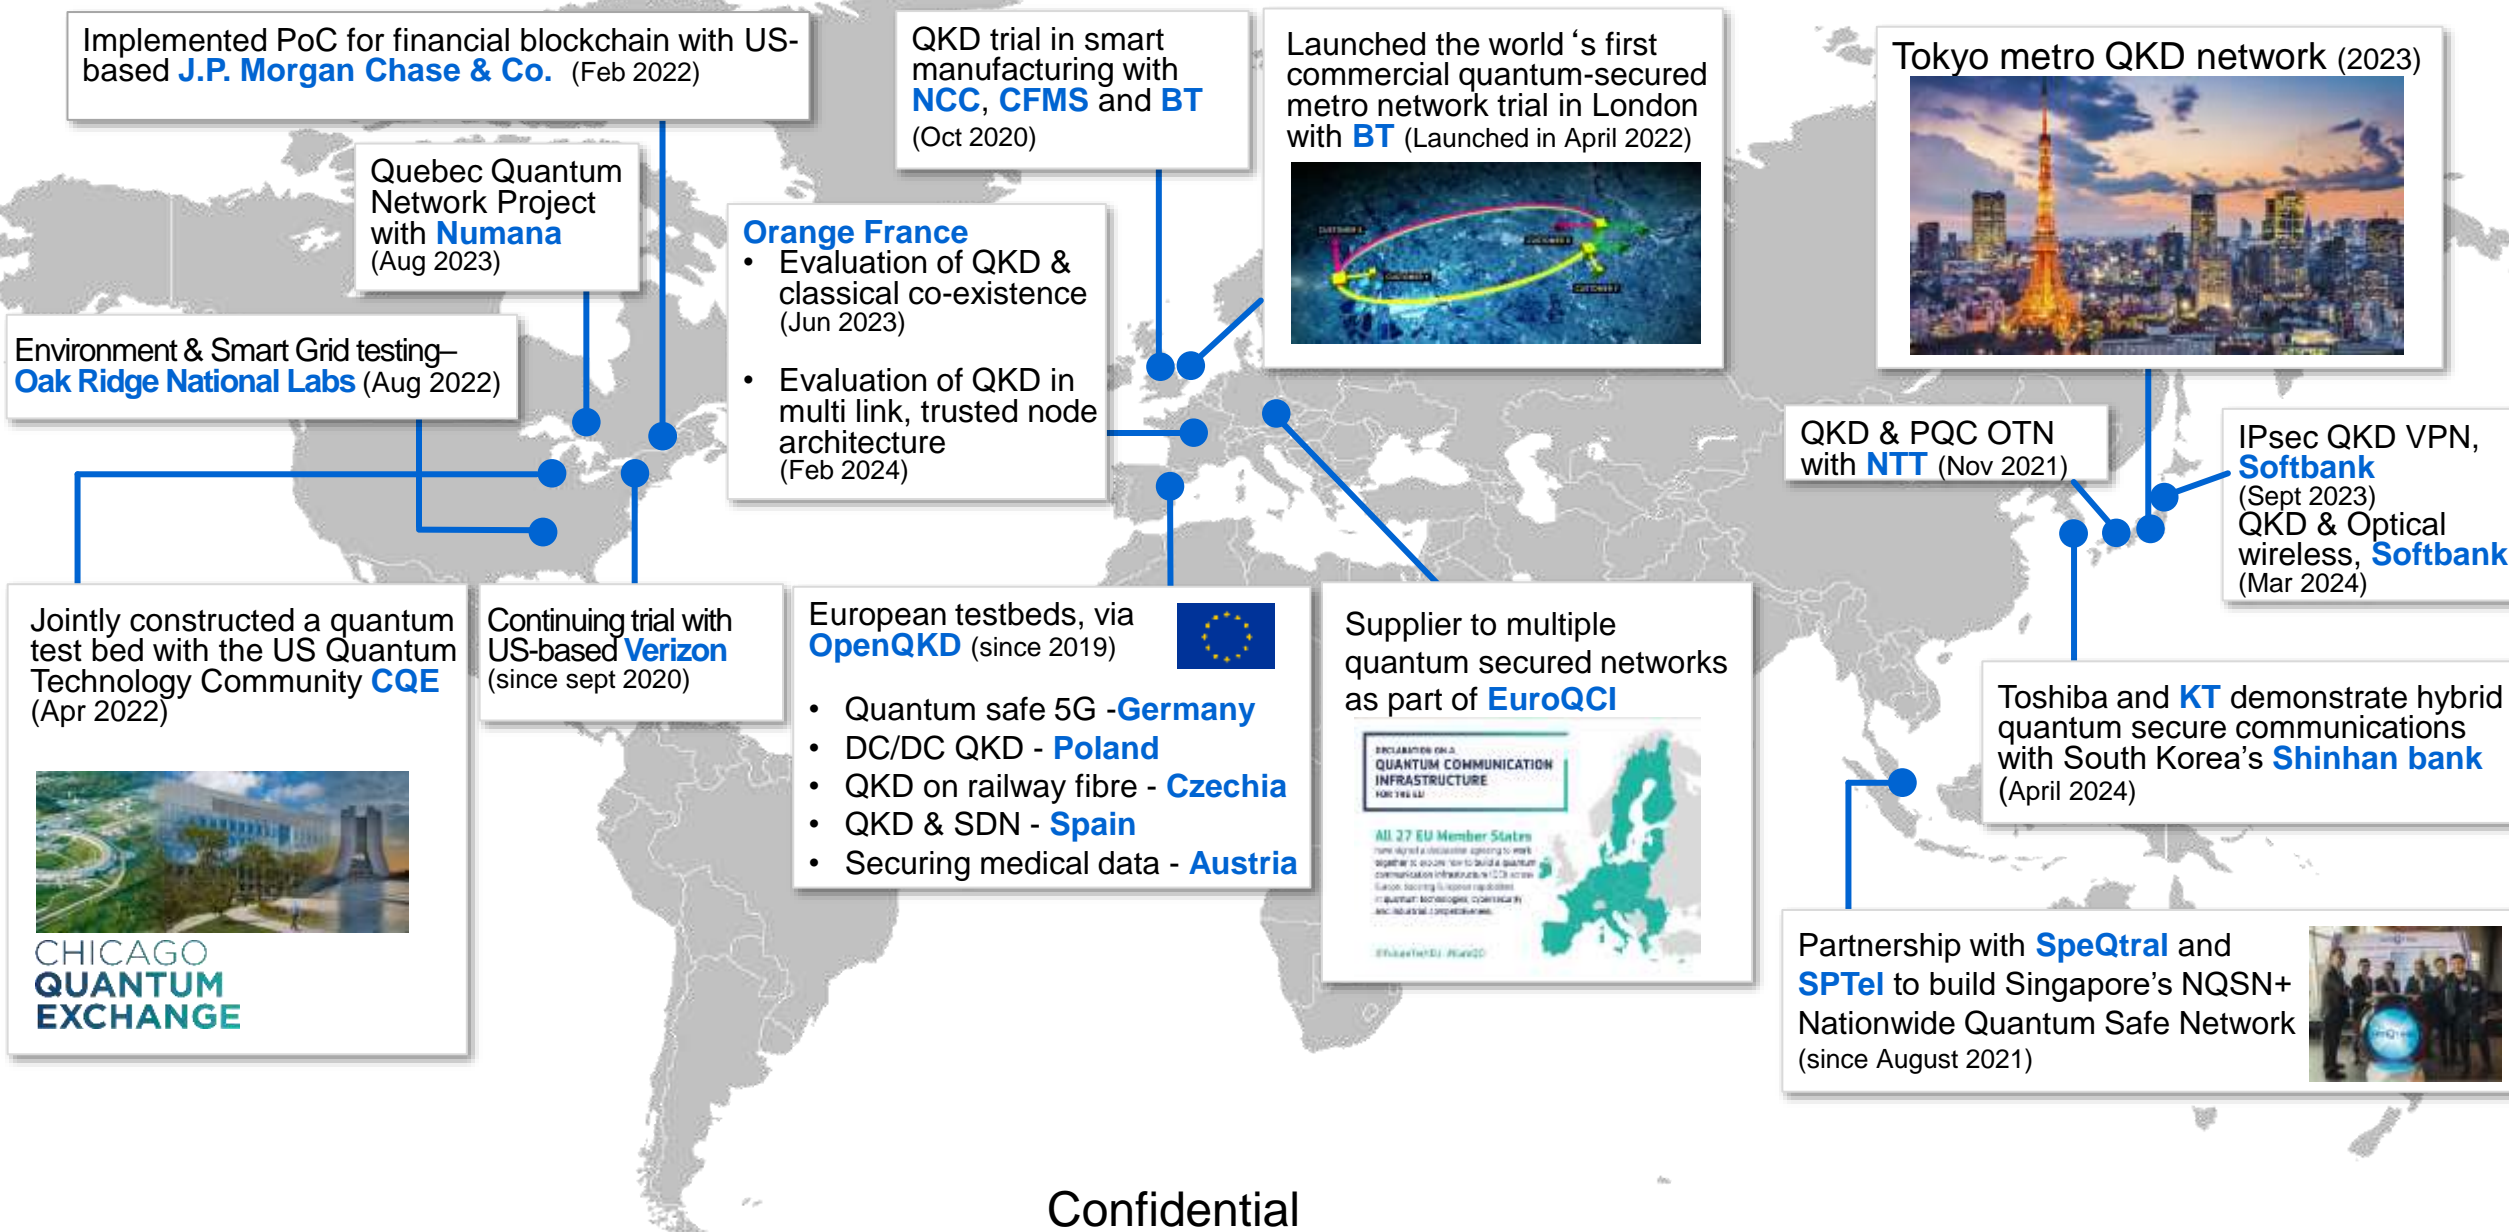 Implemented PoC for financial blockchain with US-
based J.P. Morgan Chase & Co. (Feb 2022)
QKD trial in smart
manufacturing with
NCC, CFMS and BT
(Oct 2020)
Launched the world ‘s first
commercial quantum-secured
metro network trial in London
with BT (Launched in April 2022)
Tokyo metro QKD network (2023)
Quebec Quantum
Network Project
with Numana
(Aug 2023)
Orange France
• Evaluation of QKD &
classical co-existence
(Jun 2023)
• Evaluation of QKD in
multi link, trusted node
architecture
(Feb 2024)
Environment & Smart Grid testing–
Oak Ridge National Labs (Aug 2022)
QKD & PQC OTN
with NTT (Nov 2021)
IPsec QKD VPN,
Softbank
(Sept 2023)
QKD & Optical
wireless, Softbank
(Mar 2024)
Jointly constructed a quantum
test bed with the US Quantum
Technology Community CQE
(Apr 2022)
CHICAGO
QUANTUM
EXCHANGE
Continuing trial with
US-based Verizon
(since sept 2020)
European testbeds, via
OpenQKD (since 2019)
• Quantum safe 5G -Germany
• DC/DC QKD - Poland
• QKD on railway fibre - Czechia
• QKD & SDN - Spain
• Securing medical data - Austria
Supplier to multiple
quantum secured networks
as part of EuroQCI
DECLARATION ON A
QUANTUM COMMUNICATION
INFRASTRUCTURE
FOR THE EU
All 27 EU Member States
Toshiba and KT demonstrate hybrid
quantum secure communications
with South Korea’s Shinhan bank
(April 2024)
Partnership with SpeQtral and
SPTel to build Singapore’s NQSN+
Nationwide Quantum Safe Network
(since August 2021)
Confidential